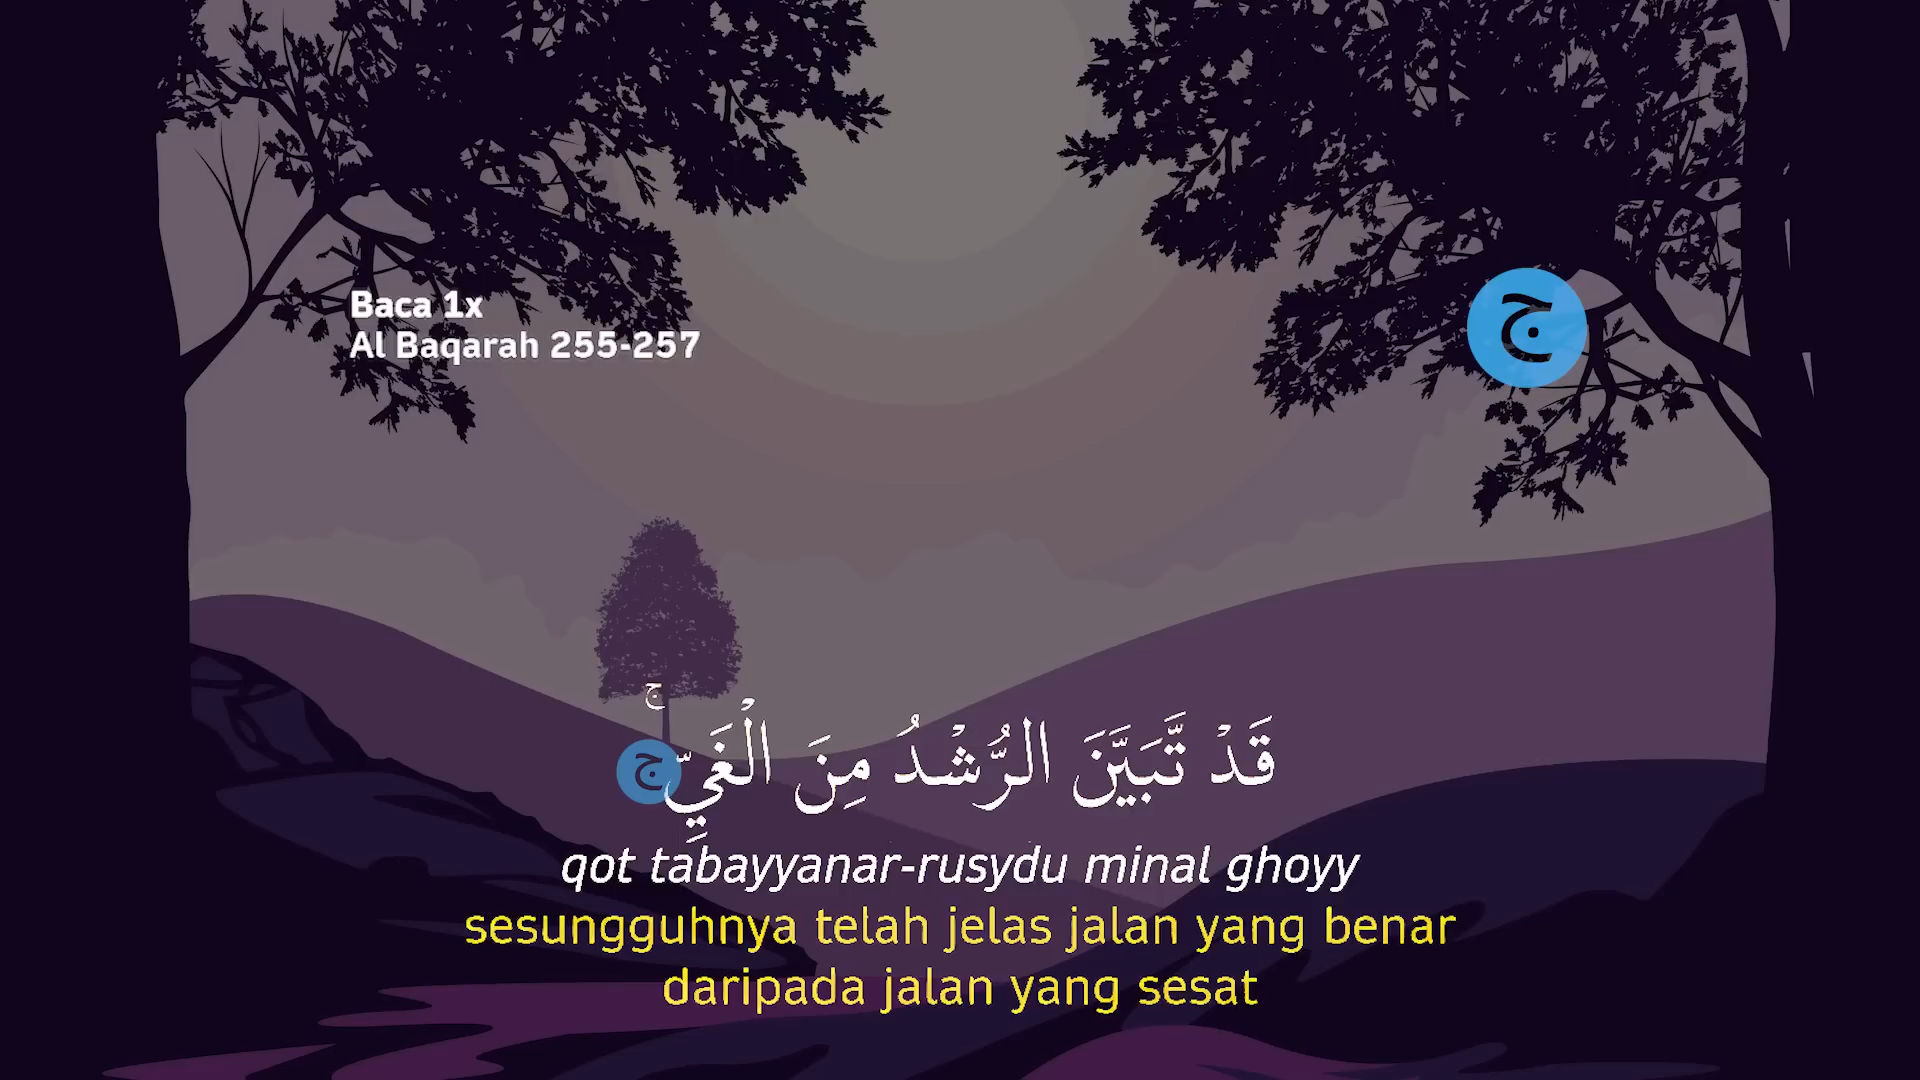 Baca 1x
Al Baqarah 255-257
ج
قَدْ تَّبَيَّنَ الرُّشْدُ مِنَ الْغَيِّ ۚ ج
qot tabayyanar-rusydu minal ghoyy
sesungguhnya telah jelas jalan yang benar
daripada jalan yang sesat